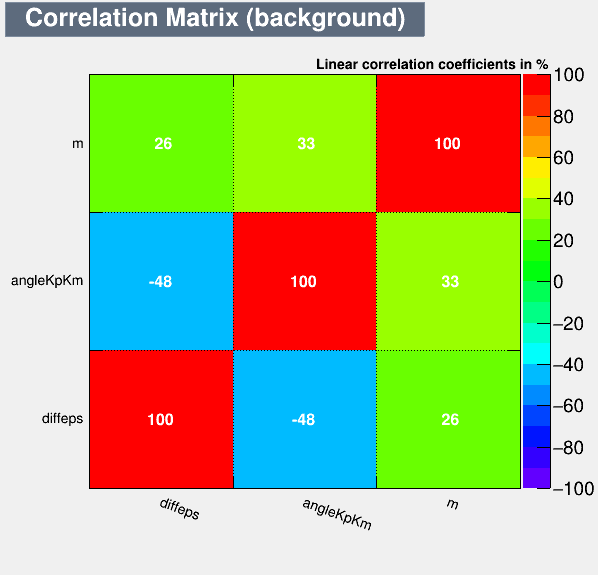 Correlation Matrix (background)
Linear correlation coefficients in %
m 26 33 100
angleKpKm -48 100 33
diffeps 100 -48 26
diffeps angleKpKm m
100
80
60
40
20
0
−20
−40
−60
−80
−100